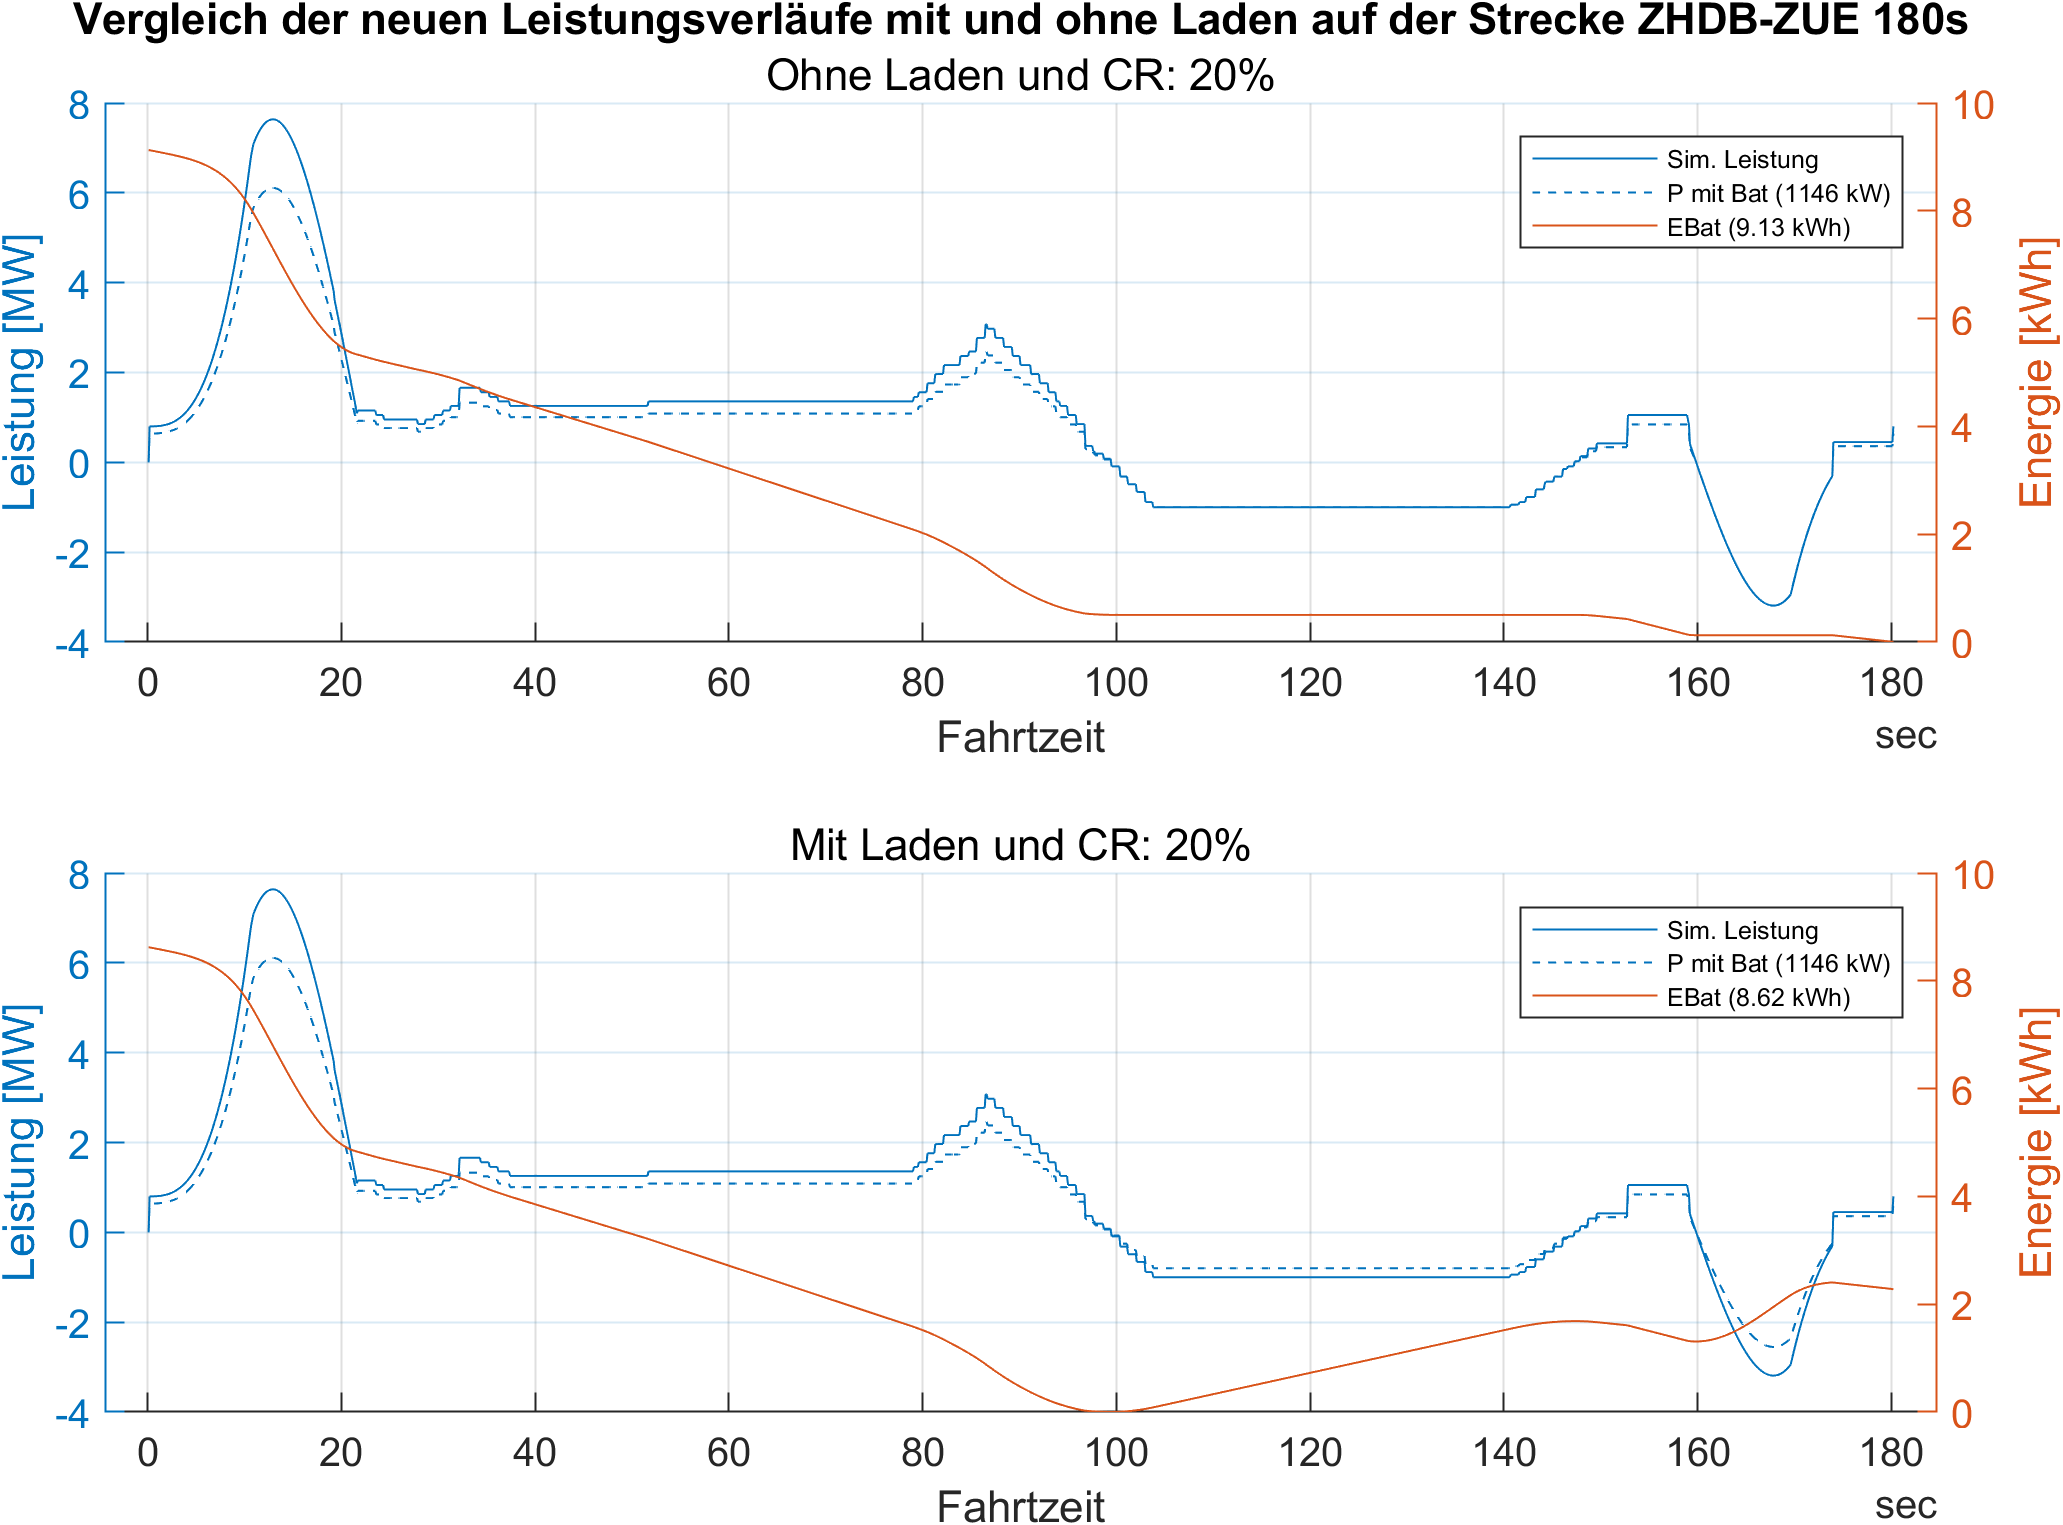 Vergleich der neuen Leistungsverläufe mit und ohne Laden auf der Strecke ZHDB-ZUE 180s
Ohne Laden und CR: 20%
8
6
4
2
0
-2
-4
Leistung [MW]
10
8
6
4
2
0
Energie [kWh]
Sim. Leistung
P mit Bat (1146 kW)
EBat (9.13 kWh)
0 20 40 60 80 100 120 140 160 180
Fahrtzeit
sec
Mit Laden und CR: 20%
8
6
4
2
0
-2
-4
Leistung [MW]
10
8
6
4
2
0
Energie [kWh]
Sim. Leistung
P mit Bat (1146 kW)
EBat (8.62 kWh)
0 20 40 60 80 100 120 140 160 180
Fahrtzeit
sec